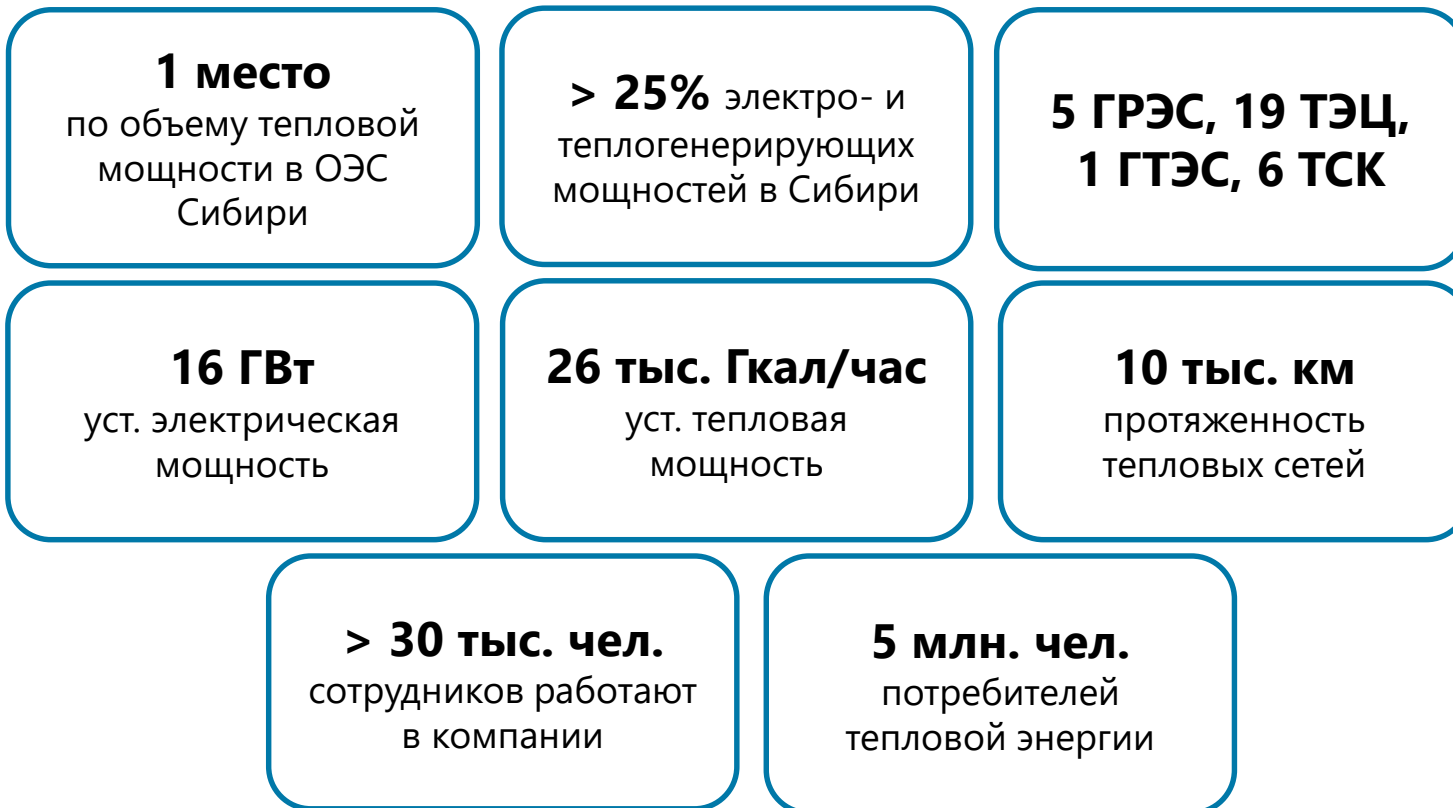 1 место
по объему тепловой
мощности в ОЭС
Сибири
> 25% электро- и
теплогенерирующих
мощностей в Сибири
5 ГРЭС, 19 ТЭЦ,
1 ГТЭС, 6 ТСК
16 ГВт
уст. электрическая
мощность
26 тыс. Гкал/час
уст. тепловая
мощность
10 тыс. км
протяженность
тепловых сетей
> 30 тыс. чел.
сотрудников работают
в компании
5 млн. чел.
потребителей
тепловой энергии